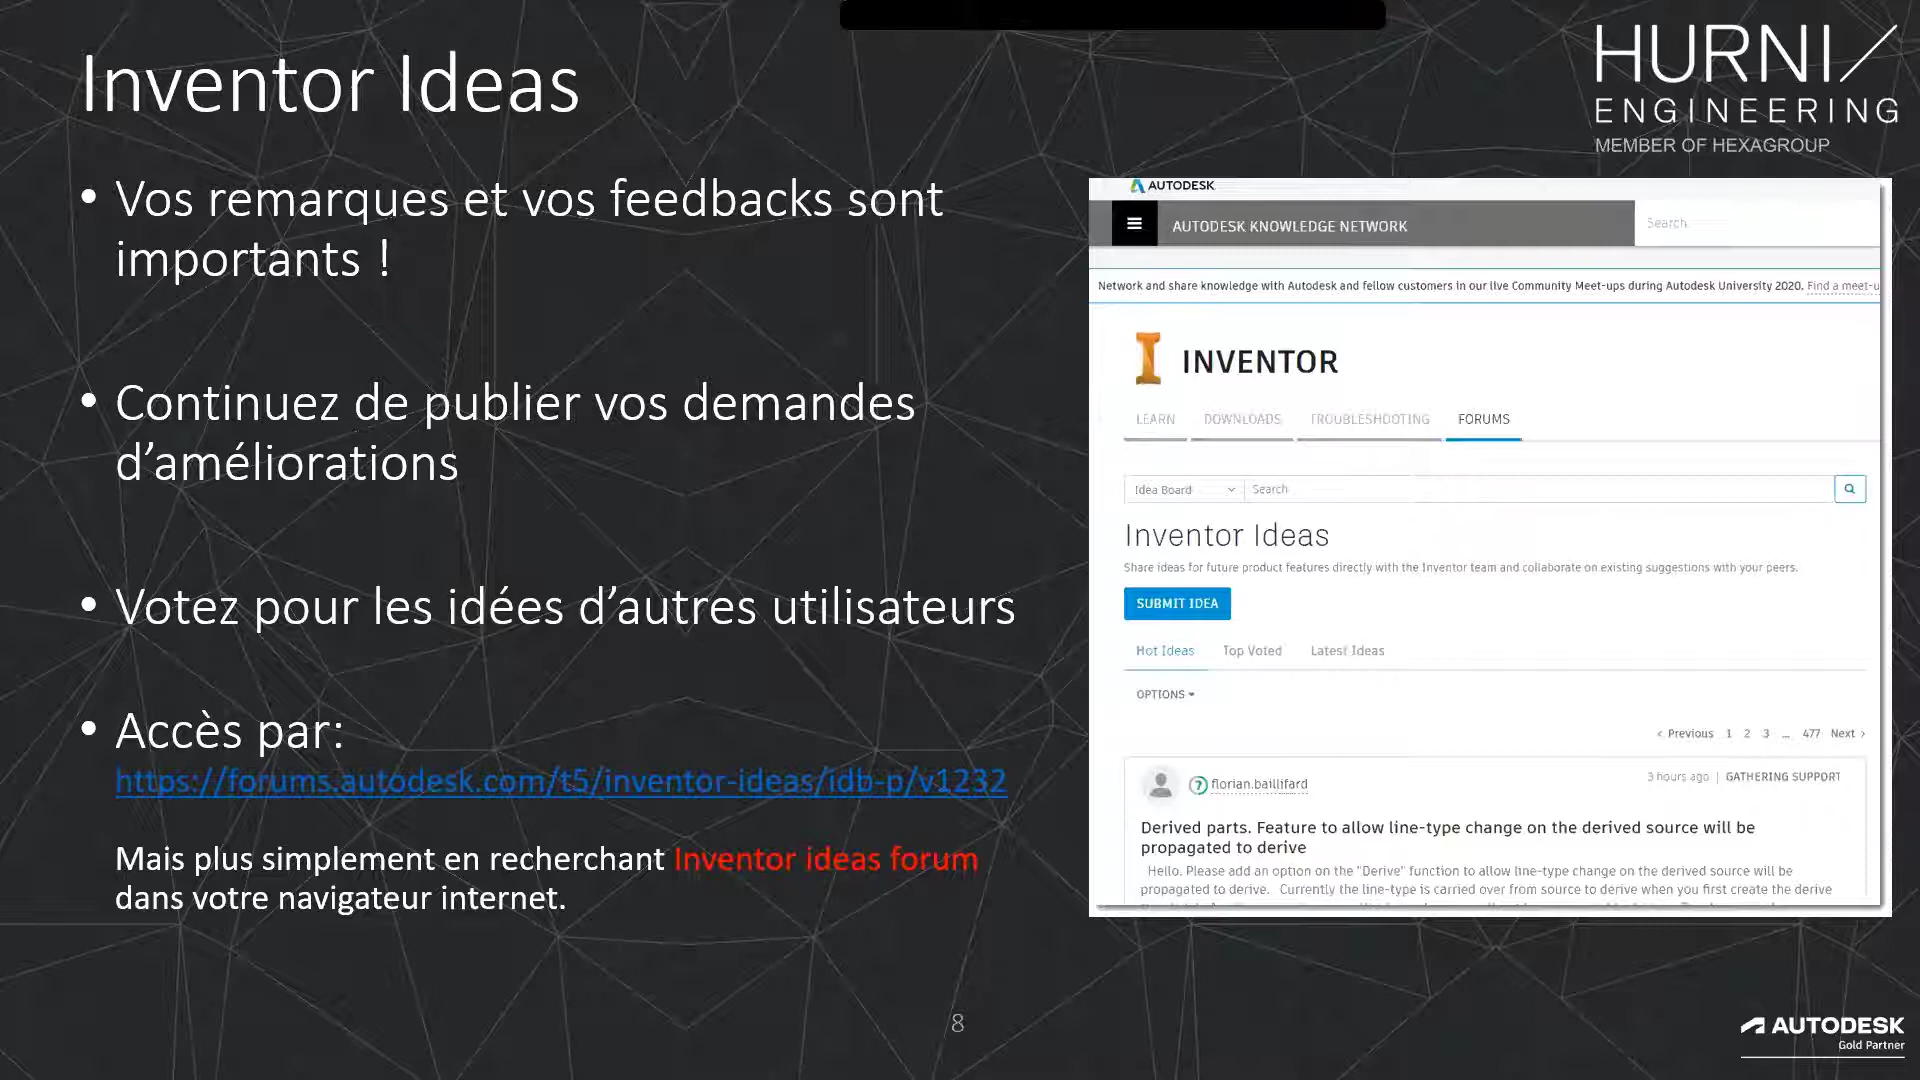 Inventor Ideas
HURNI
ENGINEERING
MEMBER OF HEXAGROUP
• Vos remarques et vos feedbacks sont
importants !
• Continuez de publier vos demandes
d’améliorations
• Votez pour les idées d’autres utilisateurs
• Accès par:
https://forums.autodesk.com/t5/inventor-ideas/idb-p/v1232
Mais plus simplement en recherchant Inventor ideas forum
dans votre navigateur internet.
AUTODESK
AUTODESK KNOWLEDGE NETWORK
Search
Network and share knowledge with Autodesk and fellow customers in our live Community Meet-ups during Autodesk University 2020. Find a meet-u
INVENTOR
LEARN DOWNLOADS TROUBLESHOOTING FORUMS
Idea Board Search
Inventor Ideas
Share ideas for future product features directly with the Inventor team and collaborate on existing suggestions with your peers.
SUBMIT IDEA
Hot Ideas Top Voted Latest Ideas
OPTIONS
< Previous 1 2 3 … 477 Next >
florian.baillifard
3 hours ago | GATHERING SUPPORT
Derived parts. Feature to allow line-type change on the derived source will be
propagated to derive
Hello. Please add an option on the "Derive" function to allow line-type change on the derived source will be
propagated to derive. Currently the line-type is carried over from source to derive when you first create the derive
8
AUTODESK
Gold Partner